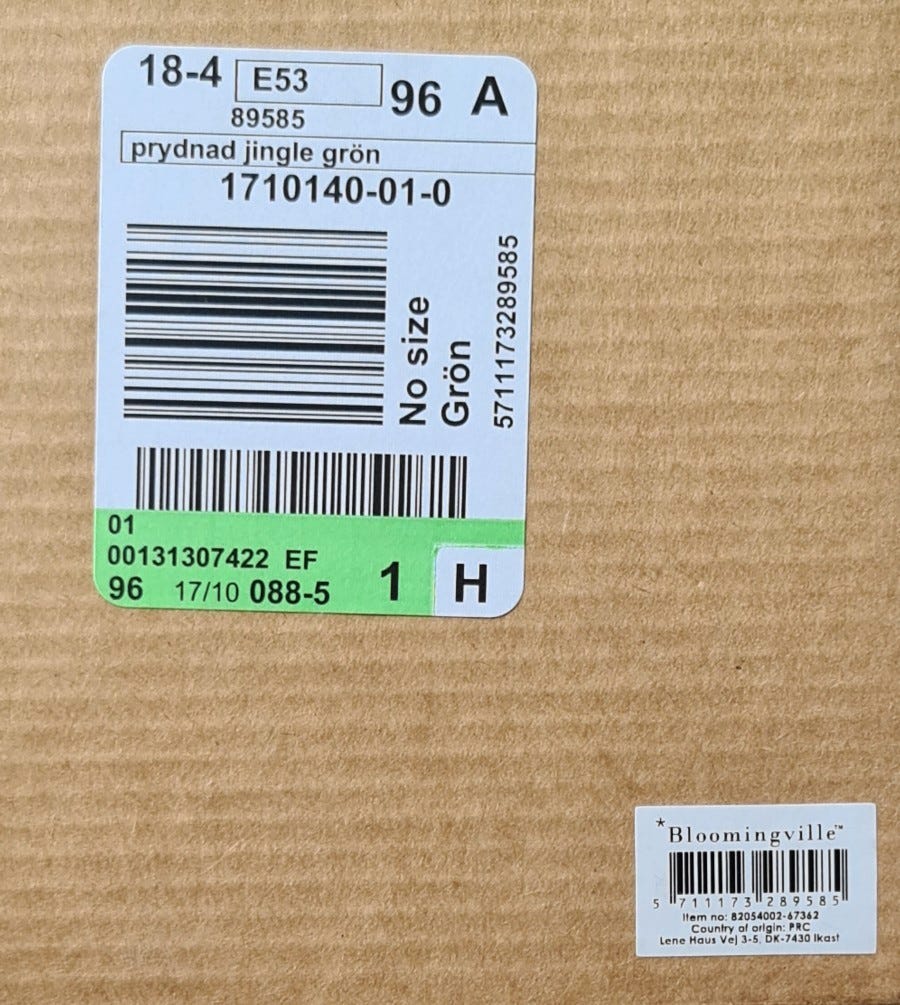 18-4 E53 96 A
89585
prydnad jingle grön
1710140-01-0
No size
Grön
5711173289585
01
00131307422 EF
96 17/10 088-5 1 H
*Bloomingville™
5 711173 289585
Item no: 82054002-67362
Country of origin: PRC
Lene Haus Vej 3-5, DK-7430 Ikast